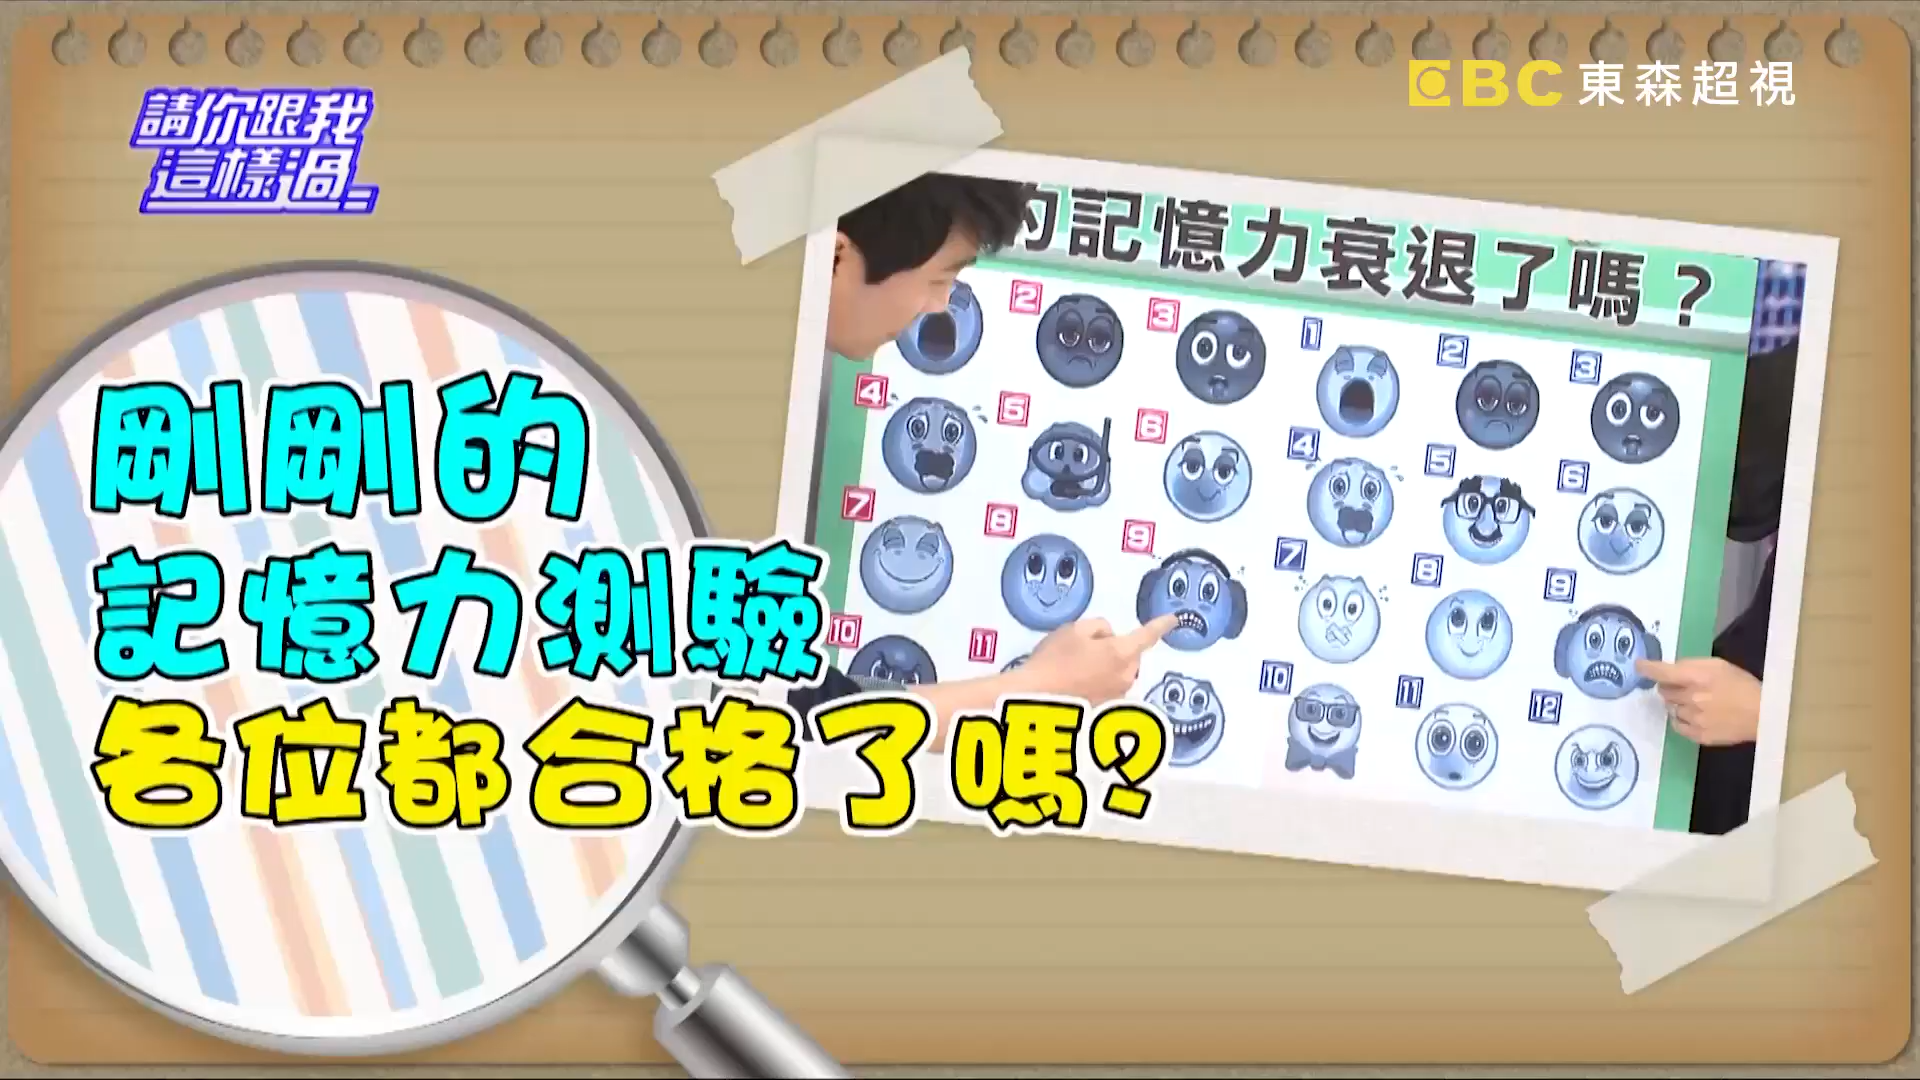 請你跟我
這樣過
EBC 東森超視
的記憶力衰退了嗎？
2 3 1 2 3
4 5 6 4 5 6
7 8 9 7 8 9
10 11 10 11 12
剛剛的
記憶力測驗
各位都合格了嗎?